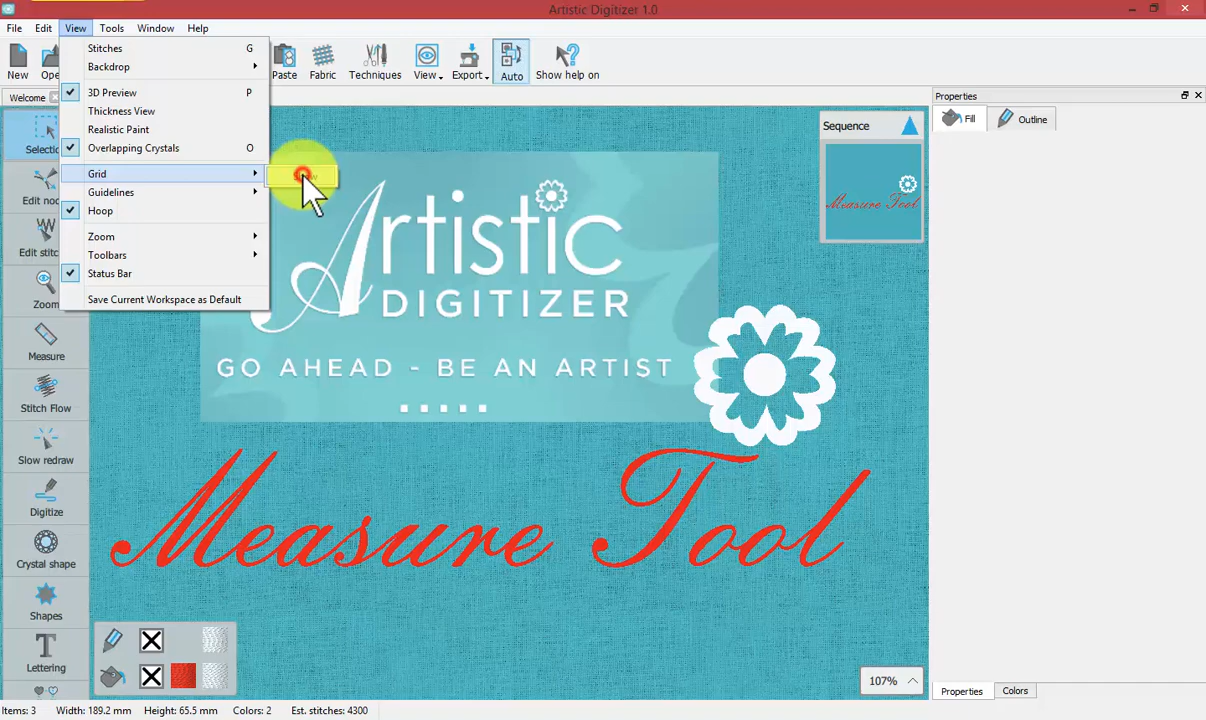 Artistic Digitizer 1.0
File Edit View Tools Window Help
New Ope Paste Fabric Techniques View Export Auto Show help on
Welcome
Stitches G
Backdrop
3D Preview P
Thickness View
Realistic Paint
Overlapping Crystals O
Grid
Guidelines
Hoop
Zoom
Toolbars
Status Bar
Save Current Workspace as Default
Selectio
Edit nod
Edit stitc
Zoom
Measure
Stitch Flow
Slow redraw
Digitize
Crystal shape
Shapes
Lettering
Artistic
DIGITIZER
GO AHEAD - BE AN ARTIST
Measure Tool
Sequence
Measure Tool
107%
Properties
Fill Outline
Properties Colors
Items: 3 Width: 189.2 mm Height: 65.5 mm Colors: 2 Est. stitches: 4300